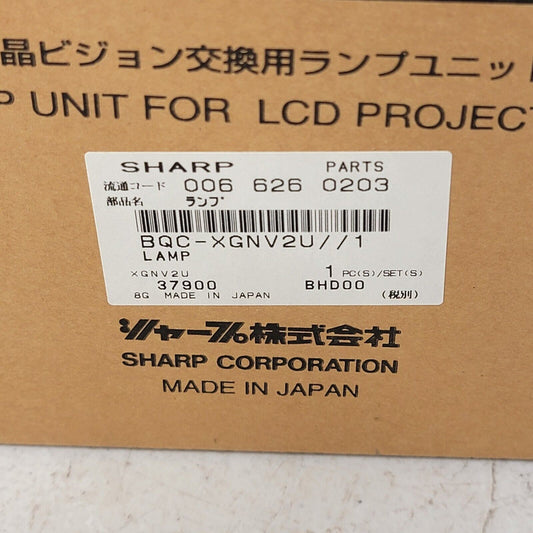 晶ビジョン交換用ランプユニット
P UNIT FOR LCD PROJECT
SHARP PARTS
流通コード 006 626 0203
部品名 ランプ
BQC-XGNV2U//1
LAMP
XGNV2U 1 PC(S)/SET(S)
37900 BHD00 (税別)
8G MADE IN JAPAN
シャープ株式会社
SHARP CORPORATION
MADE IN JAPAN